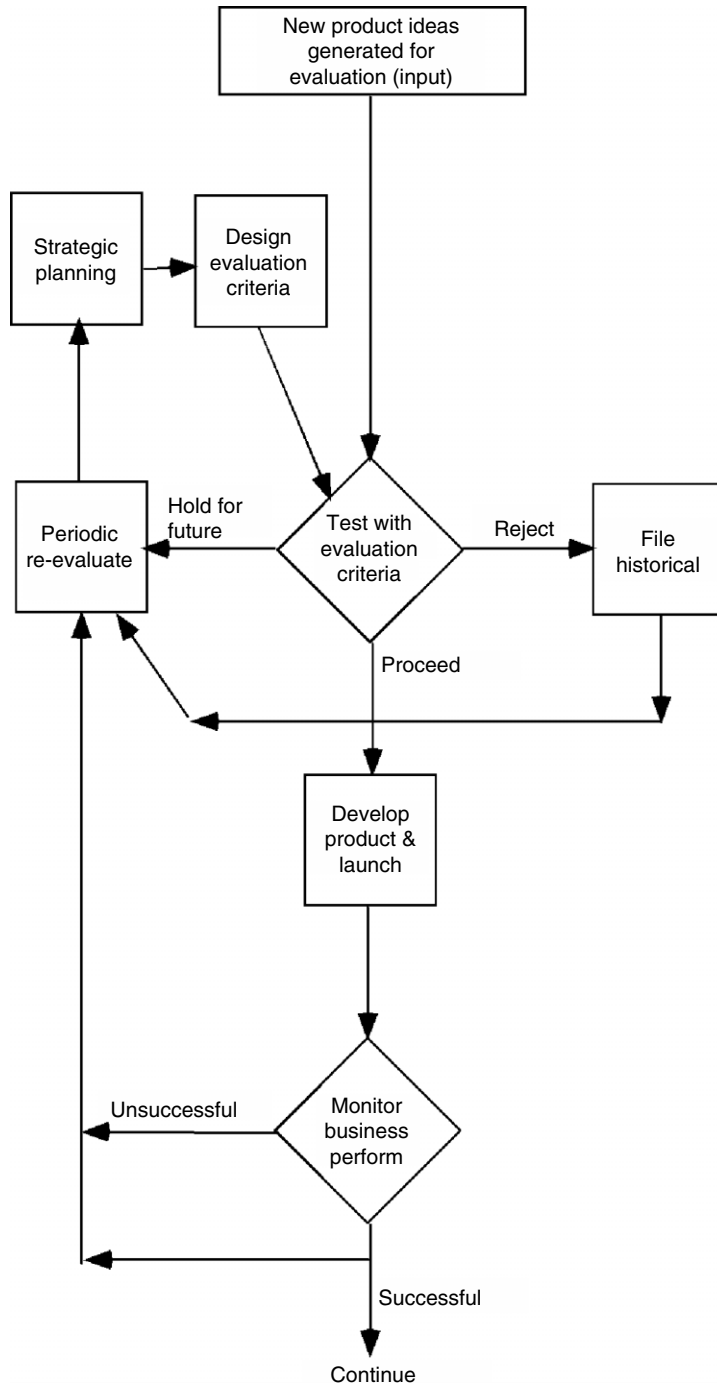 New product ideas
generated for
evaluation (input)
Strategic
planning
Design
evaluation
criteria
Periodic
re-evaluate
Hold for
future
Test with
evaluation
criteria
Reject
File
historical
Proceed
Develop
product &
launch
Unsuccessful
Monitor
business
perform
Successful
Continue